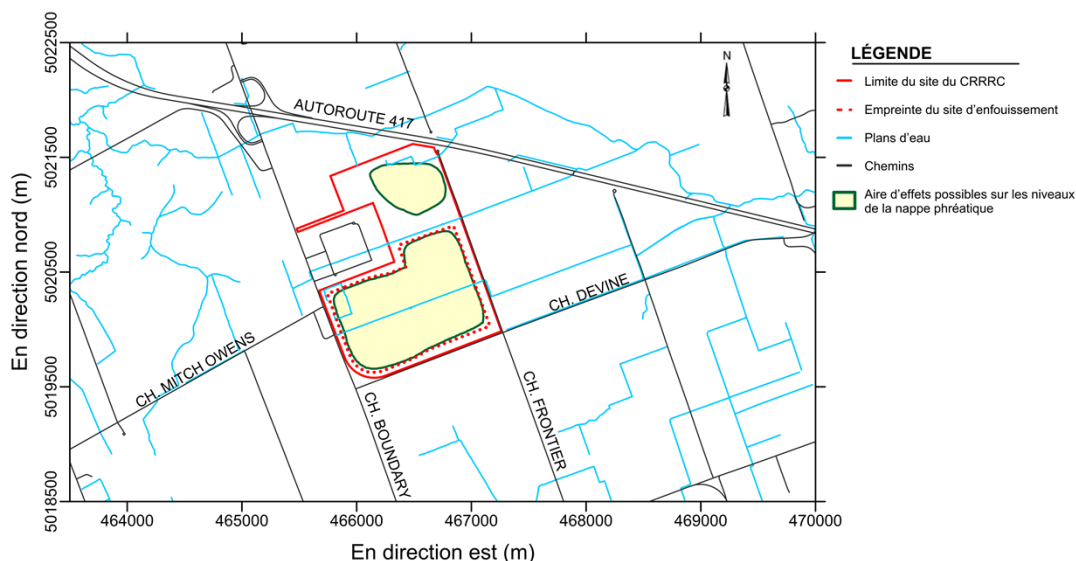 5022500
5021500
5020500
5019500
5018500
En direction nord (m)
464000
465000
466000
467000
468000
469000
470000
En direction est (m)
N
AUTOROUTE 417
CH. DEVINE
CH. MITCH OWENS
CH. BOUNDARY
CH. FRONTIER
LÉGENDE
Limite du site du CRRRC
Empreinte du site d'enfouissement
Plans d'eau
Chemins
Aire d'effets possibles sur les niveaux
de la nappe phréatique